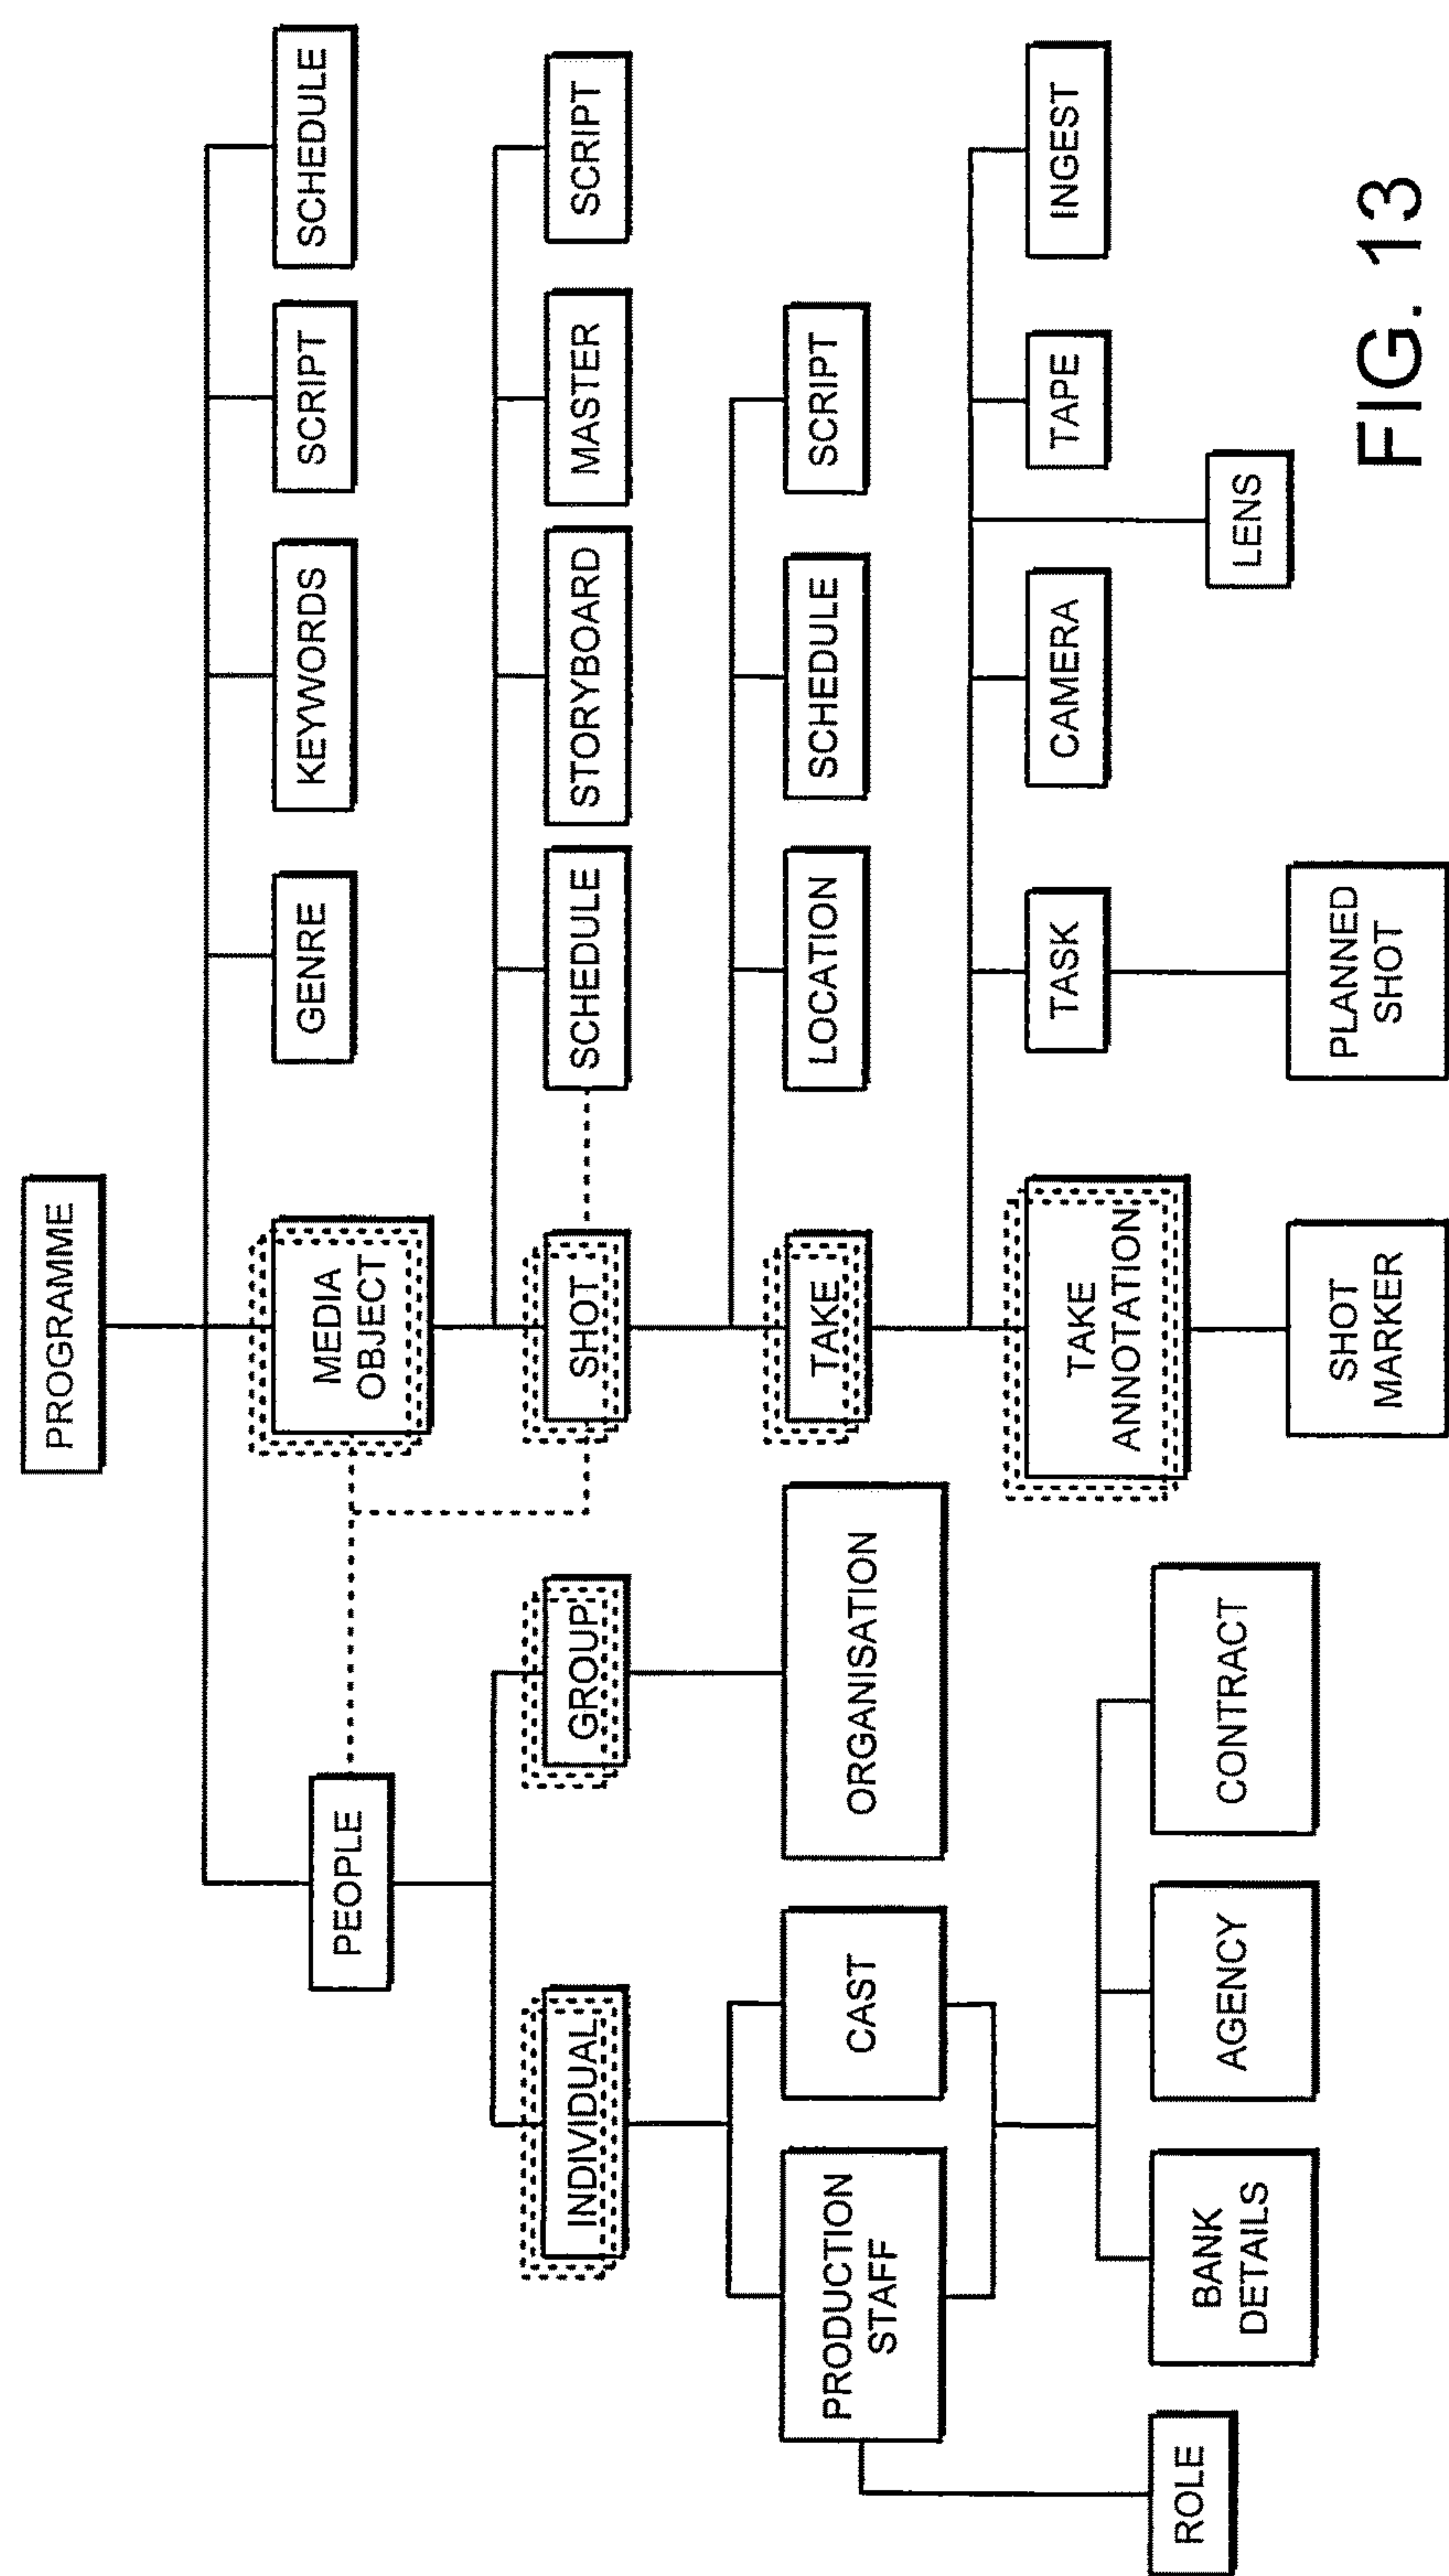 PROGRAMME
PEOPLE
MEDIA
OBJECT
GENRE
KEYWORDS
SCRIPT
SCHEDULE
INDIVIDUAL
GROUP
SHOT
SCHEDULE
STORYBOARD
MASTER
SCRIPT
PRODUCTION
STAFF
CAST
ORGANISATION
TAKE
LOCATION
SCHEDULE
SCRIPT
TAKE
ANNOTATION
TASK
CAMERA
TAPE
INGEST
LENS
ROLE
BANK
DETAILS
AGENCY
CONTRACT
SHOT
MARKER
PLANNED
SHOT
FIG. 13